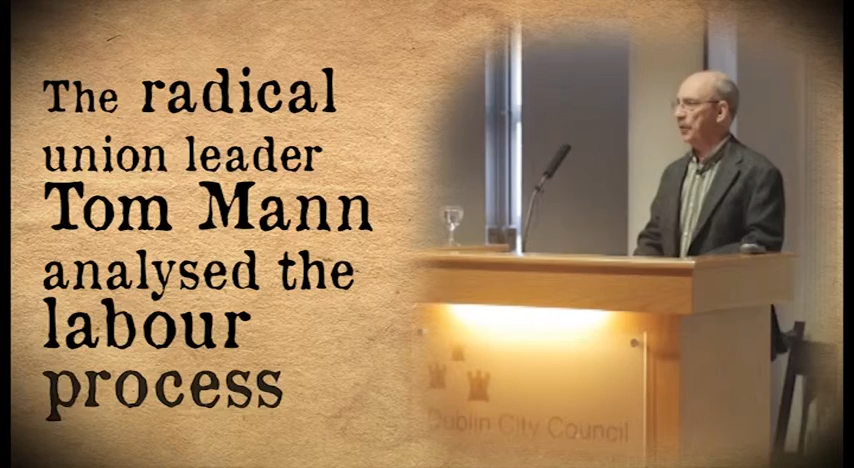 The radical
union leader
Tom Mann
analysed the
labour
process
Dublin City Council